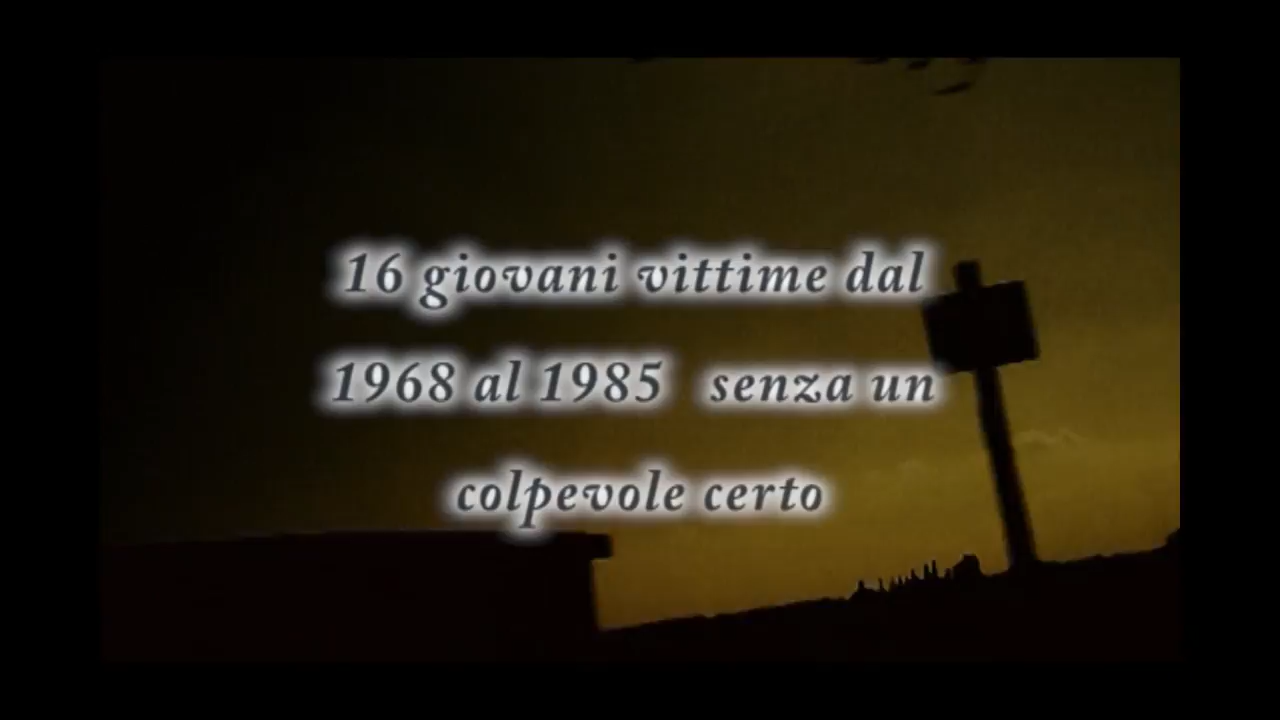 16 giovani vittime dal
1968 al 1985 senza un
colpevole certo